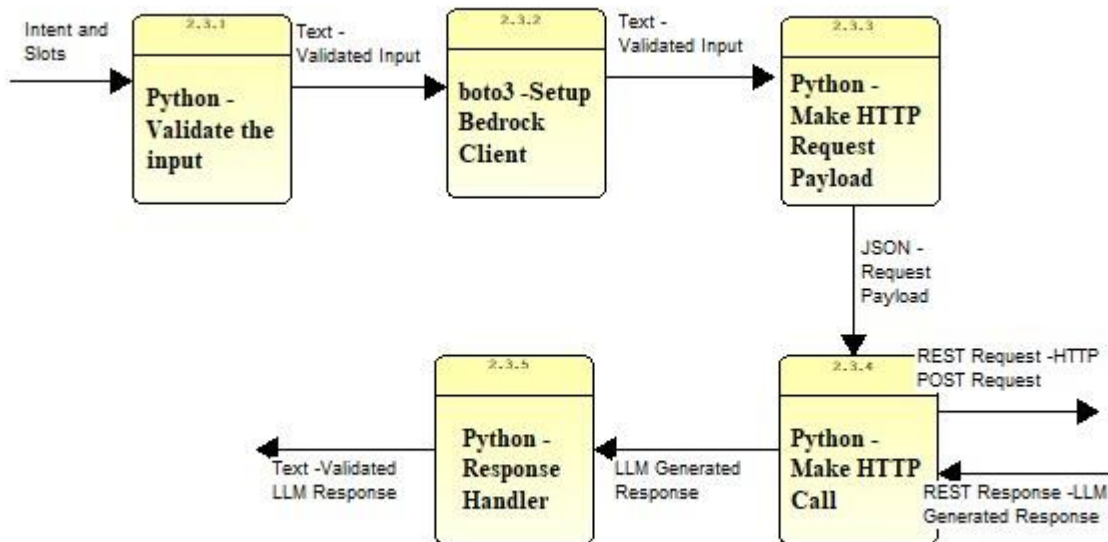 Intent and
Slots
2.3.1
Python -
Validate the
input
Text -
Validated Input
2.3.2
boto3 -Setup
Bedrock
Client
Text -
Validated Input
2.3.3
Python -
Make HTTP
Request
Payload
JSON -
Request
Payload
2.3.4
Python -
Make HTTP
Call
REST Request -HTTP
POST Request
REST Response -LLM
Generated Response
LLM Generated
Response
2.3.5
Python -
Response
Handler
Text -Validated
LLM Response